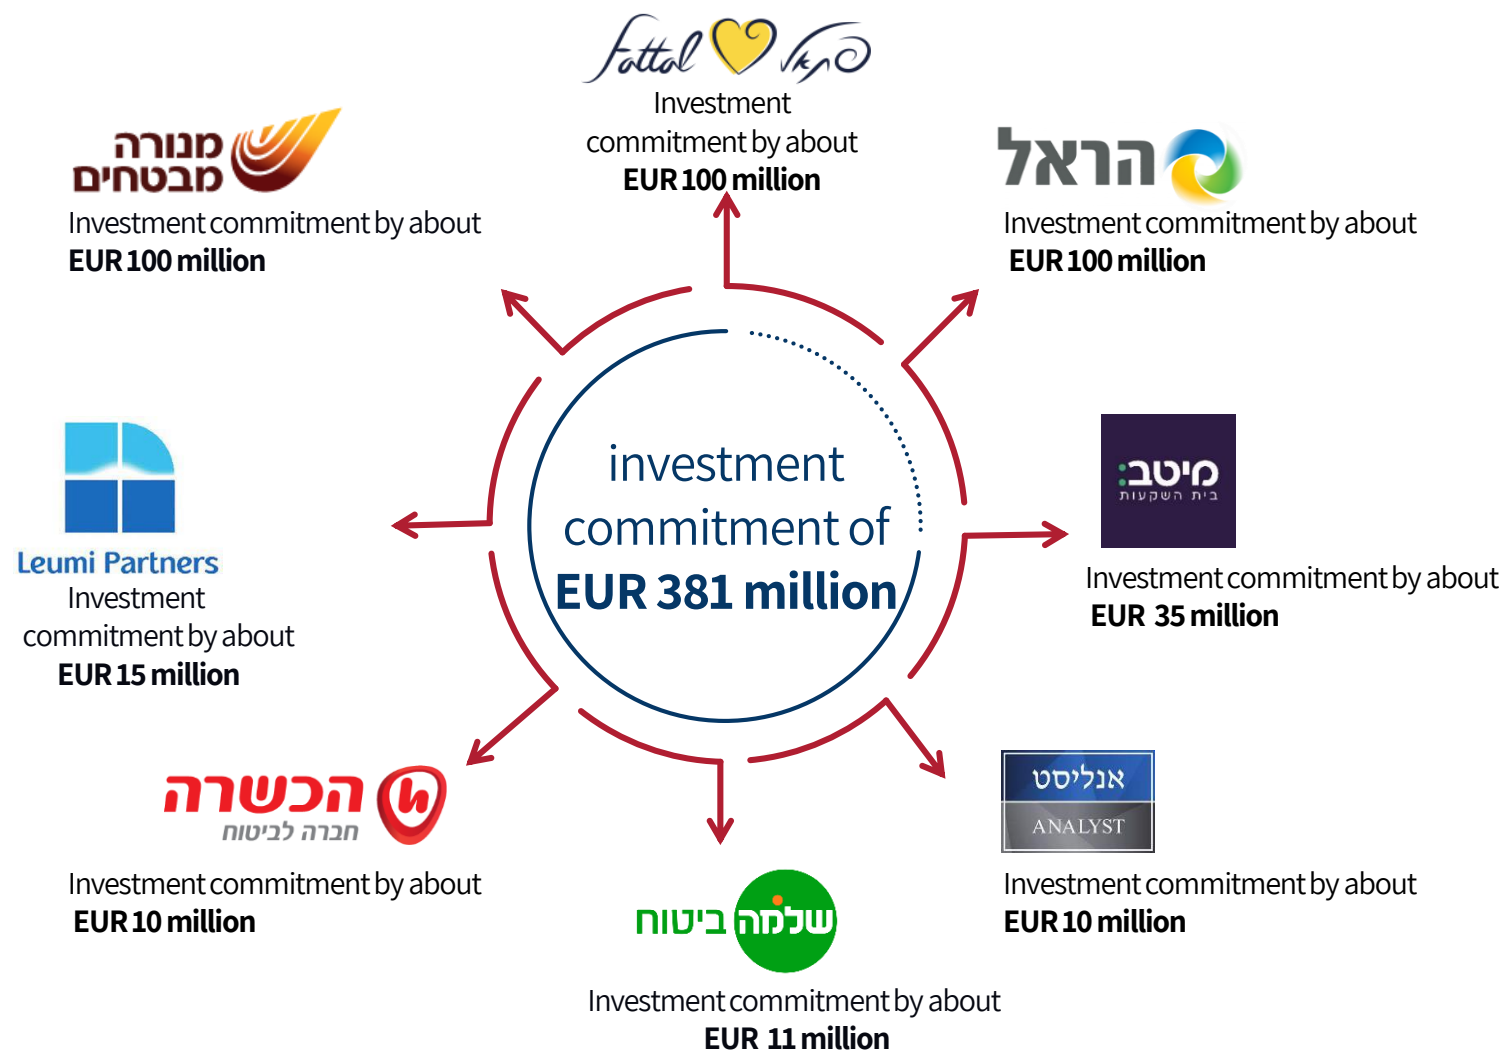 Fattal פתאל
Investment
commitment by about
EUR 100 million
הראל
Investment commitment by about
EUR 100 million
מיטב:
בית השקעות
Investment commitment by about
EUR 35 million
אנליסט
ANALYST
Investment commitment by about
EUR 10 million
שלמה ביטוח
Investment commitment by about
EUR 11 million
הכשרה
חברה לביטוח
Investment commitment by about
EUR 10 million
Leumi Partners
Investment
commitment by about
EUR 15 million
מנורה
מבטחים
Investment commitment by about
EUR 100 million
investment
commitment of
EUR 381 million